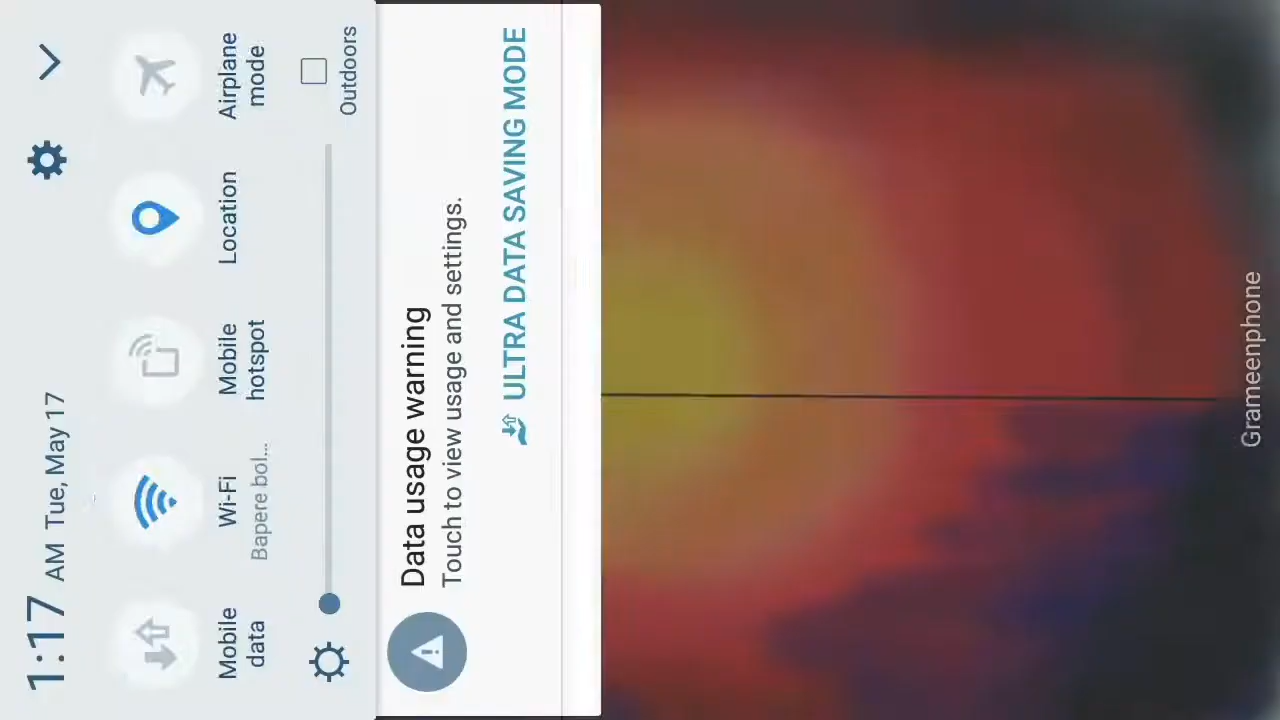 1:17 AM Tue, May 17
Mobile data
Wi-Fi
Bapere bol...
Mobile hotspot
Location
Airplane mode
Outdoors
Data usage warning
Touch to view usage and settings.
ULTRA DATA SAVING MODE
Grameenphone